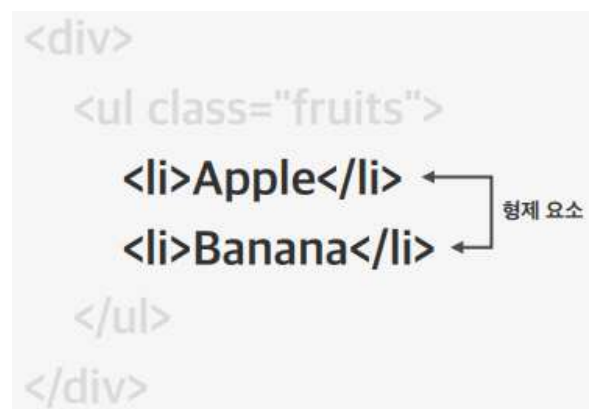 <div>
<ul class="fruits">
<li>Apple</li>
형제 요소
<li>Banana</li>
</ul>
</div>